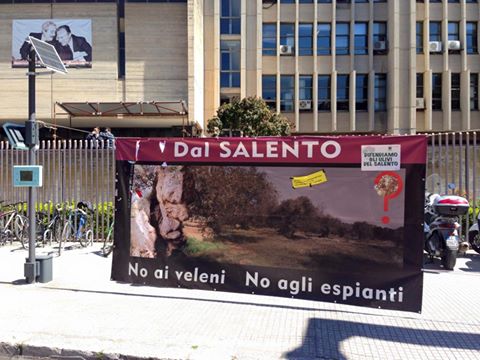 Dal SALENTO
DIFENDIAMO
GLI ULIVI
DEL SALENTO
?
No ai veleni No agli espianti